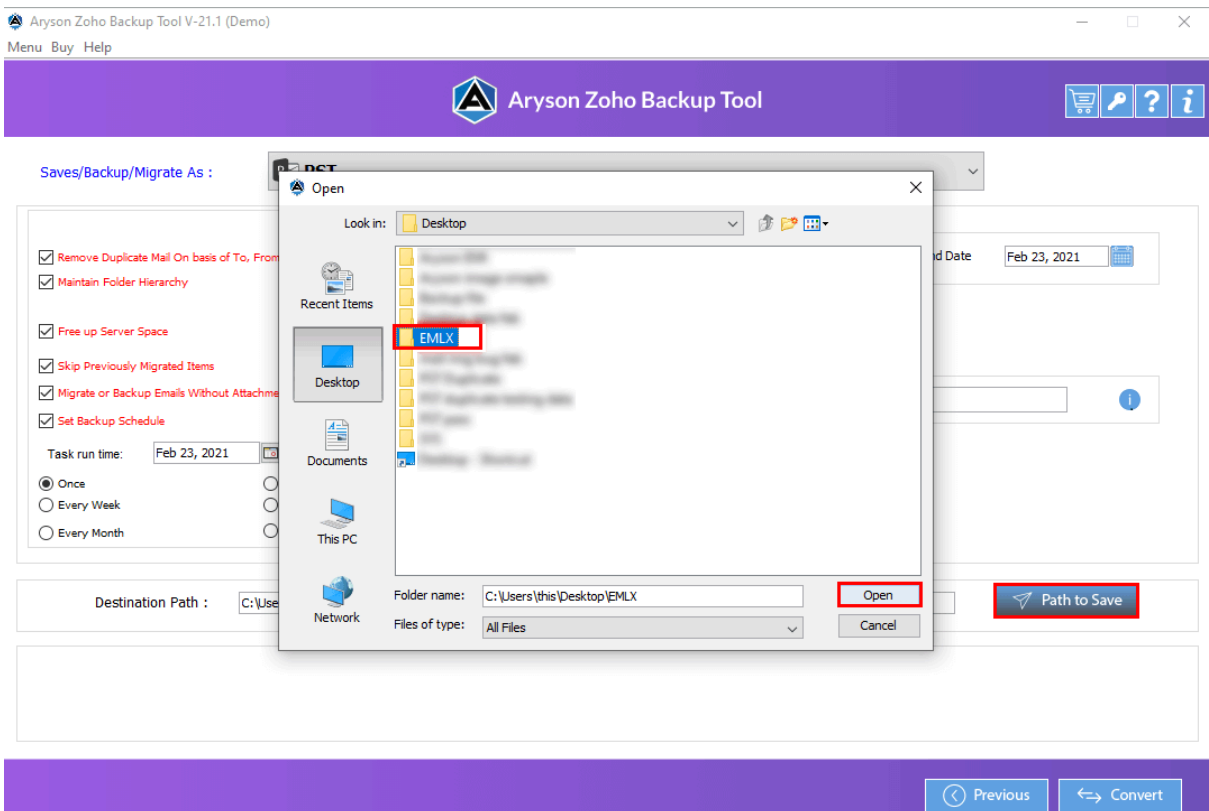 Aryson Zoho Backup Tool V-21.1 (Demo)
Menu Buy Help
Aryson Zoho Backup Tool
Saves/Backup/Migrate As :
PST
Open
Look in:
Desktop
Remove Duplicate Mail On basis of To, From
nd Date
Feb 23, 2021
Maintain Folder Hierarchy
Recent Items
Free up Server Space
EMLX
Skip Previously Migrated Items
Desktop
Migrate or Backup Emails Without Attachme
Set Backup Schedule
Task run time:
Feb 23, 2021
Documents
Once
Every Week
Every Month
This PC
Destination Path :
C:\Use
Folder name:
C:\Users\this\Desktop\EMLX
Open
Path to Save
Network
Files of type:
All Files
Cancel
Previous
Convert